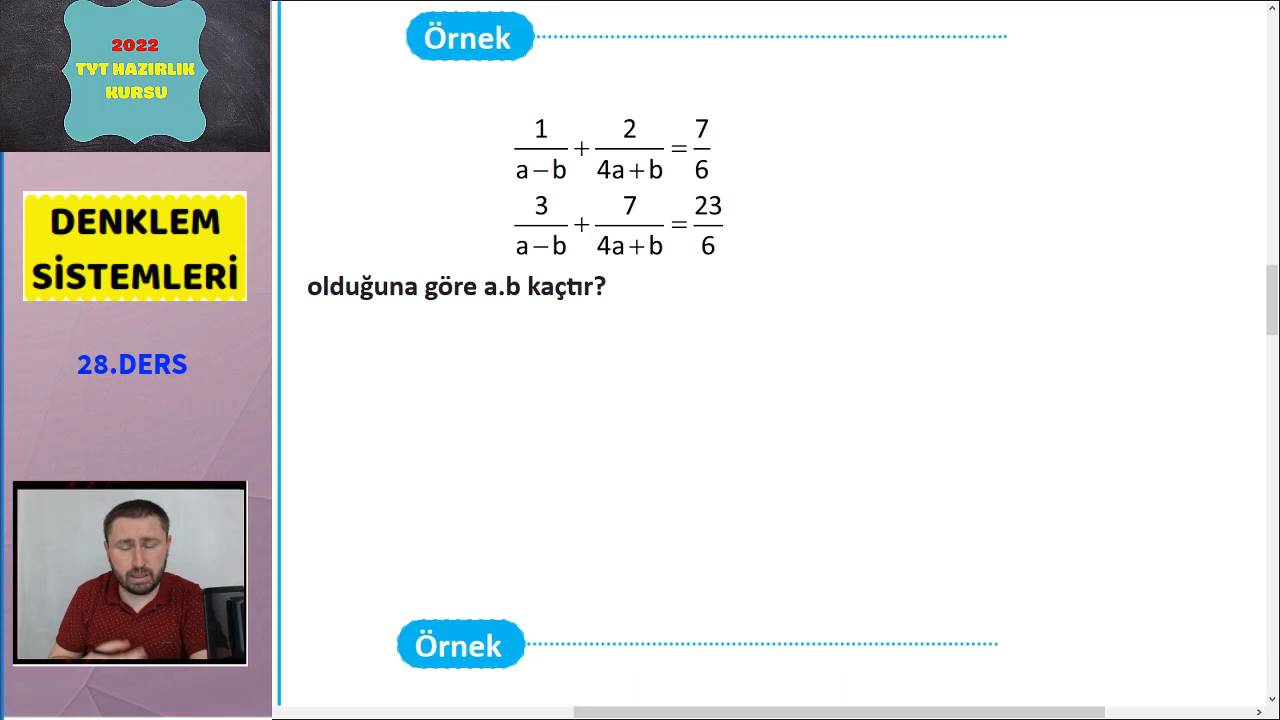 2022
TYT HAZIRLIK
KURSU
DENKLEM
SİSTEMLERİ
28.DERS
Örnek
1/(a−b) + 2/(4a+b) = 7/6
3/(a−b) + 7/(4a+b) = 23/6
olduğuna göre a.b kaçtır?
Örnek